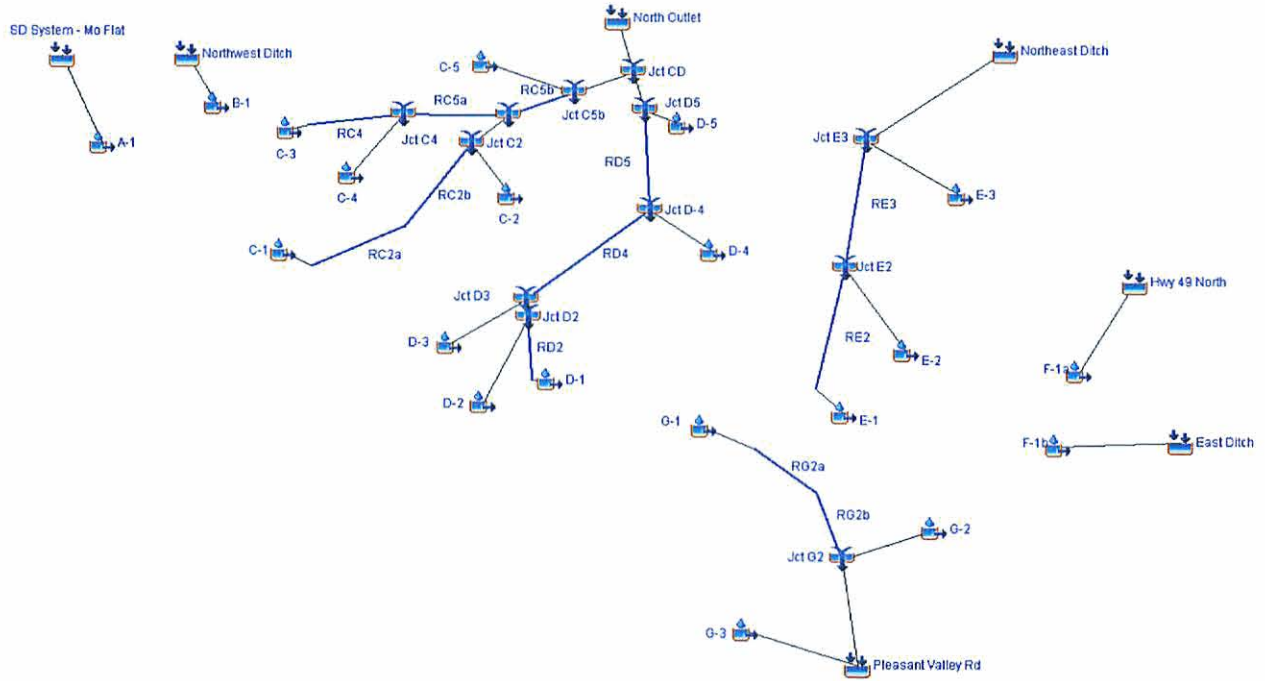 SD System - Mo Flat
Northwest Ditch
North Outlet
Northeast Ditch
C-5
Jct CD
RC5b
Jct C5b
Jct D5
D-5
B-1
RC5a
A-1
C-3
RC4
Jct C4
Jct C2
Jct E3
RD5
C-4
RC2b
C-2
E-3
RE3
Jct D-4
C-1
RC2a
RD4
D-4
Jct E2
Hwy 49 North
Jct D3
Jct D2
D-3
RD2
D-1
D-2
RE2
E-2
F-1a
E-1
G-1
F-1b
East Ditch
RG2a
RG2b
G-2
Jct G2
G-3
Pleasant Valley Rd